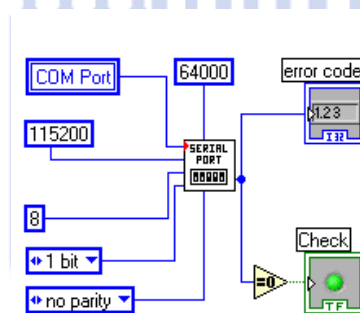 COM Port
64000
error code
115200
1.23
I32
SERIAL
PORT
8
1 bit
=0
Check
TF
no parity